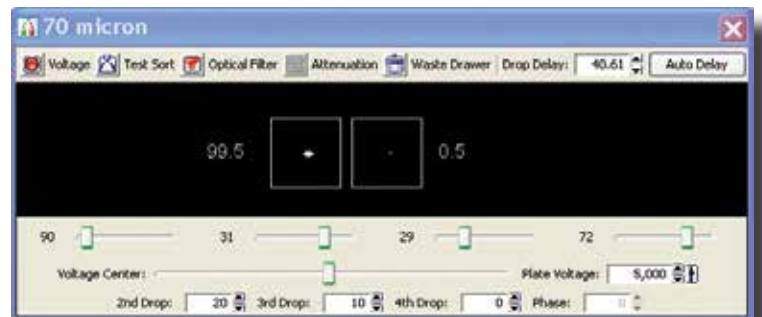 70 micron
Voltage Test Sort Optical Filter Attenuation Waste Drawer Drop Delay: 40.61 Auto Delay
99.5 0.5
90 31 29 72
Voltage Center: Plate Voltage: 5,000
2nd Drop: 20 3rd Drop: 10 4th Drop: 0 Phase: 0